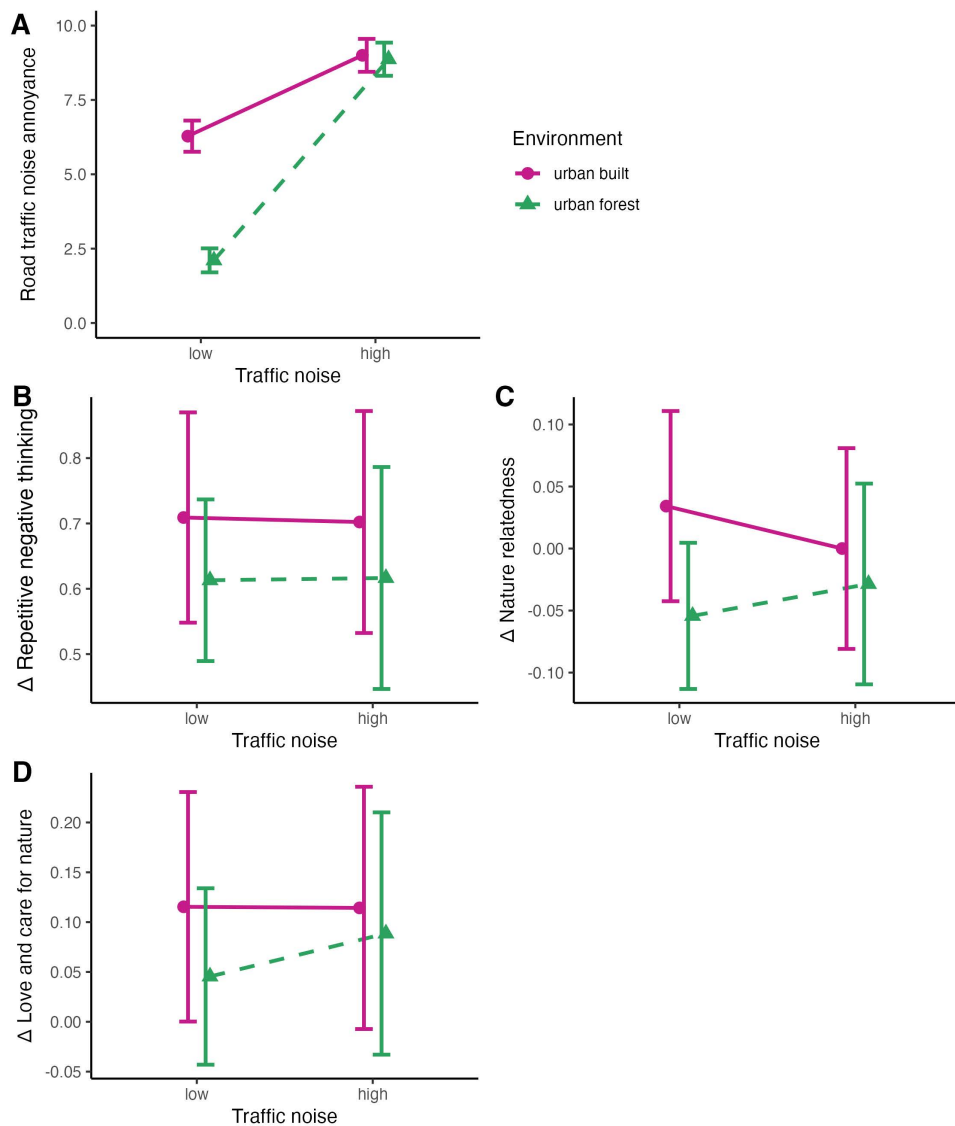 A
Road traffic noise annoyance
10.0
7.5
5.0
2.5
0.0
low
high
Traffic noise
Environment
urban built
urban forest
B
Δ Repetitive negative thinking
0.8
0.7
0.6
0.5
low
high
Traffic noise
C
Δ Nature relatedness
0.10
0.05
0.00
-0.05
-0.10
low
high
Traffic noise
D
Δ Love and care for nature
0.20
0.15
0.10
0.05
0.00
-0.05
low
high
Traffic noise